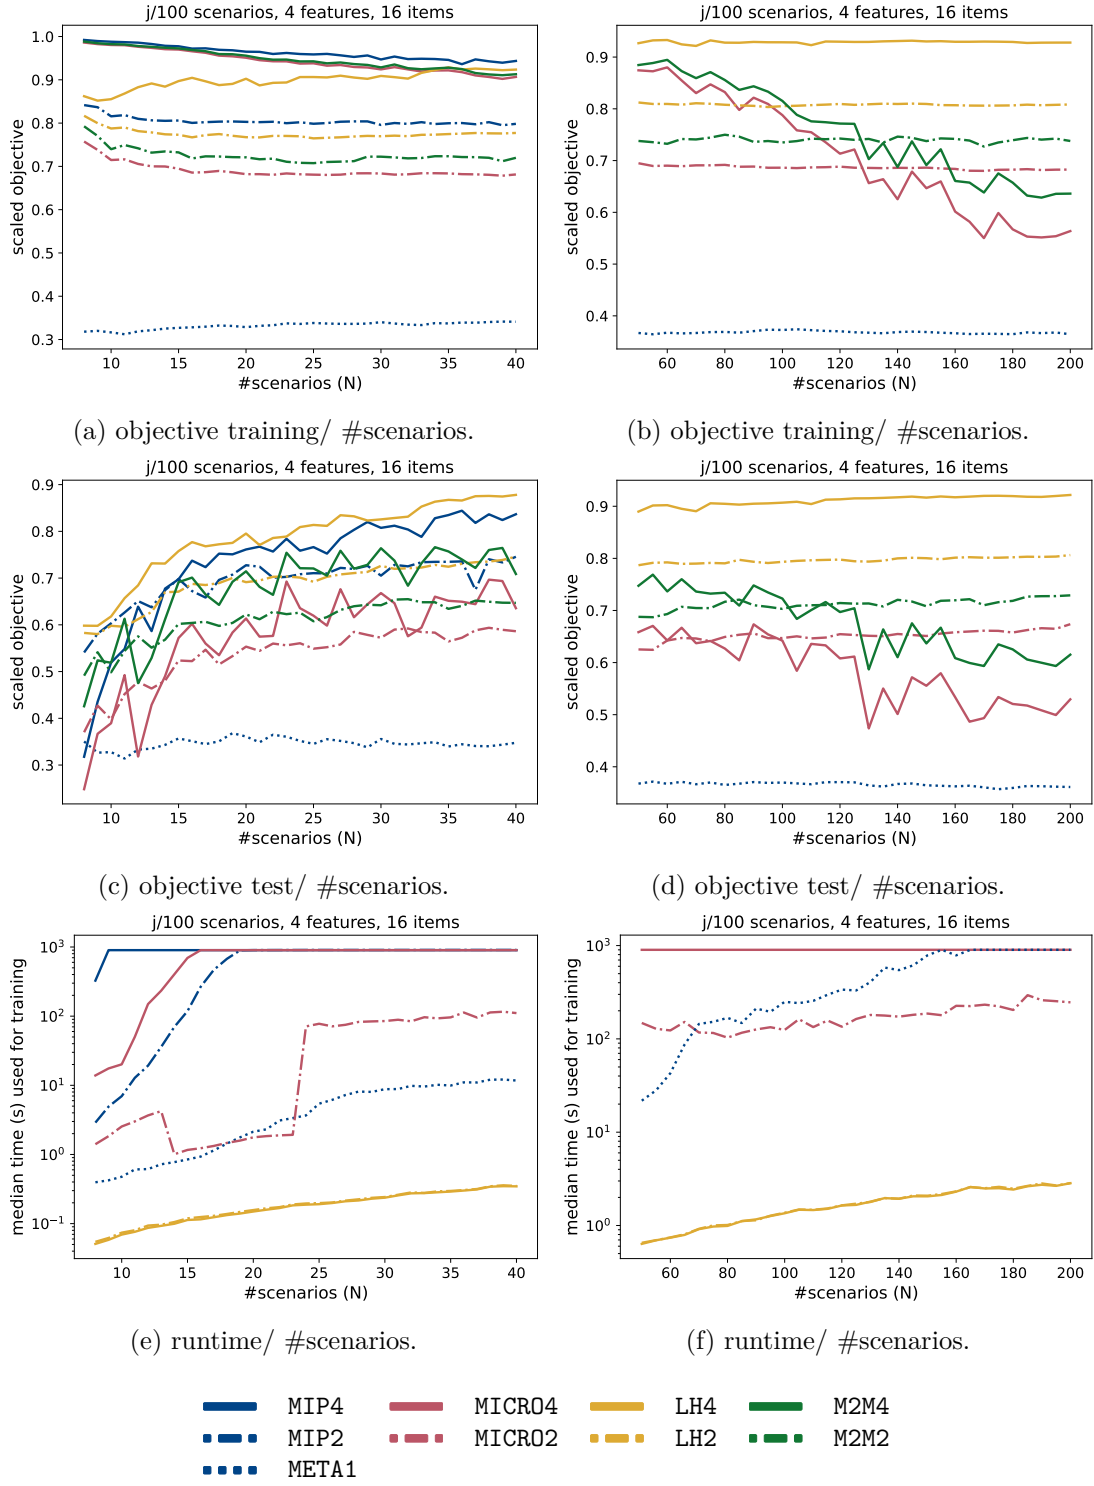 j/100 scenarios, 4 features, 16 items
scaled objective
1.0
0.9
0.8
0.7
0.6
0.5
0.4
0.3
10 15 20 25 30 35 40
#scenarios (N)
(a) objective training/ #scenarios.
j/100 scenarios, 4 features, 16 items
scaled objective
0.9
0.8
0.7
0.6
0.5
0.4
60 80 100 120 140 160 180 200
#scenarios (N)
(b) objective training/ #scenarios.
j/100 scenarios, 4 features, 16 items
scaled objective
0.9
0.8
0.7
0.6
0.5
0.4
0.3
10 15 20 25 30 35 40
#scenarios (N)
(c) objective test/ #scenarios.
j/100 scenarios, 4 features, 16 items
scaled objective
0.9
0.8
0.7
0.6
0.5
0.4
60 80 100 120 140 160 180 200
#scenarios (N)
(d) objective test/ #scenarios.
j/100 scenarios, 4 features, 16 items
median time (s) used for training
10³
10²
10¹
10⁰
10⁻¹
10 15 20 25 30 35 40
#scenarios (N)
(e) runtime/ #scenarios.
j/100 scenarios, 4 features, 16 items
median time (s) used for training
10³
10²
10¹
10⁰
60 80 100 120 140 160 180 200
#scenarios (N)
(f) runtime/ #scenarios.
MIP4 MICRO4 LH4 M2M4
MIP2 MICRO2 LH2 M2M2
META1